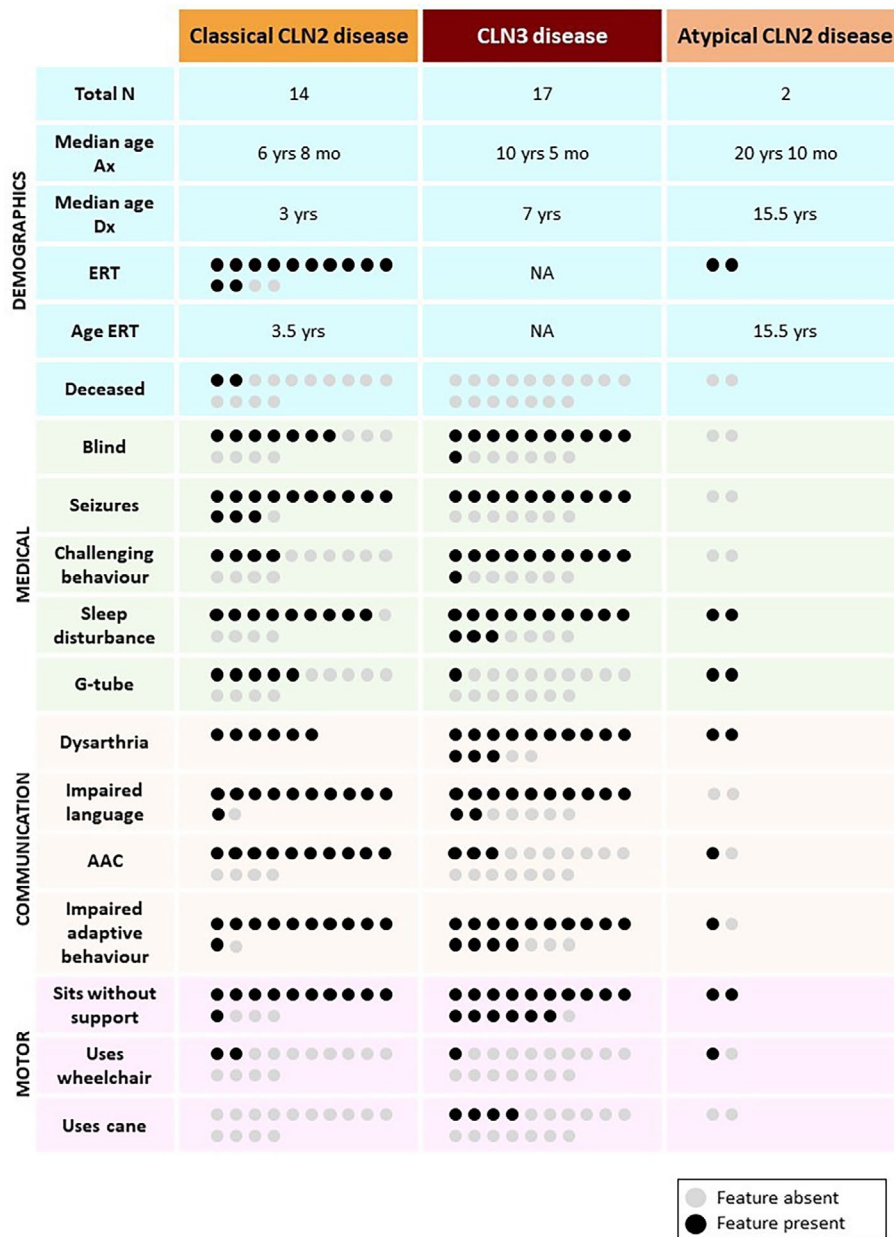 Classical CLN2 disease
CLN3 disease
Atypical CLN2 disease
DEMOGRAPHICS
Total N
14
17
2
Median age
Ax
6 yrs 8 mo
10 yrs 5 mo
20 yrs 10 mo
Median age
Dx
3 yrs
7 yrs
15.5 yrs
ERT
NA
Age ERT
3.5 yrs
NA
15.5 yrs
Deceased
MEDICAL
Blind
Seizures
Challenging
behaviour
Sleep
disturbance
G-tube
COMMUNICATION
Dysarthria
Impaired
language
AAC
Impaired
adaptive
behaviour
MOTOR
Sits without
support
Uses
wheelchair
Uses cane
Feature absent
Feature present